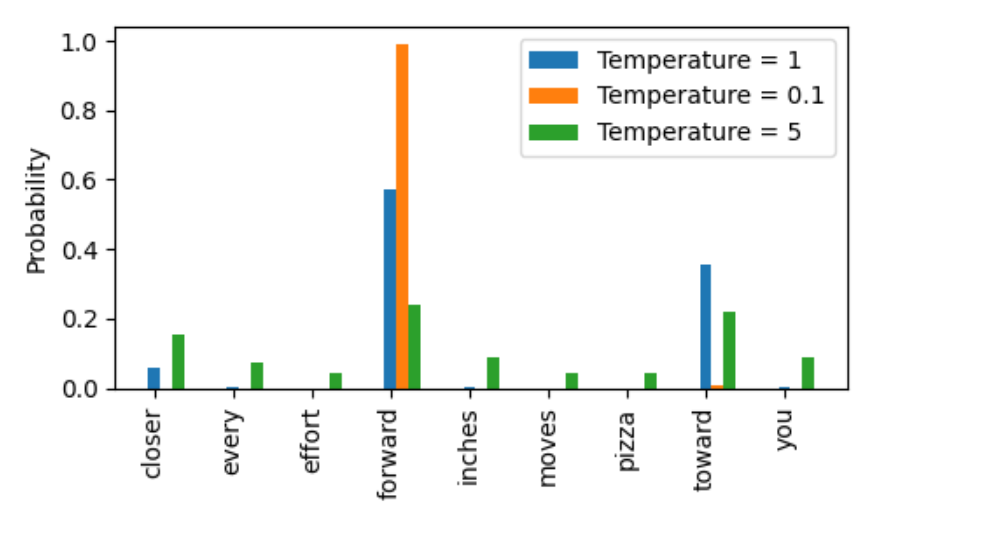 1.0
0.8
0.6
0.4
0.2
0.0
Probability
Temperature = 1
Temperature = 0.1
Temperature = 5
closer
every
effort
forward
inches
moves
pizza
toward
you